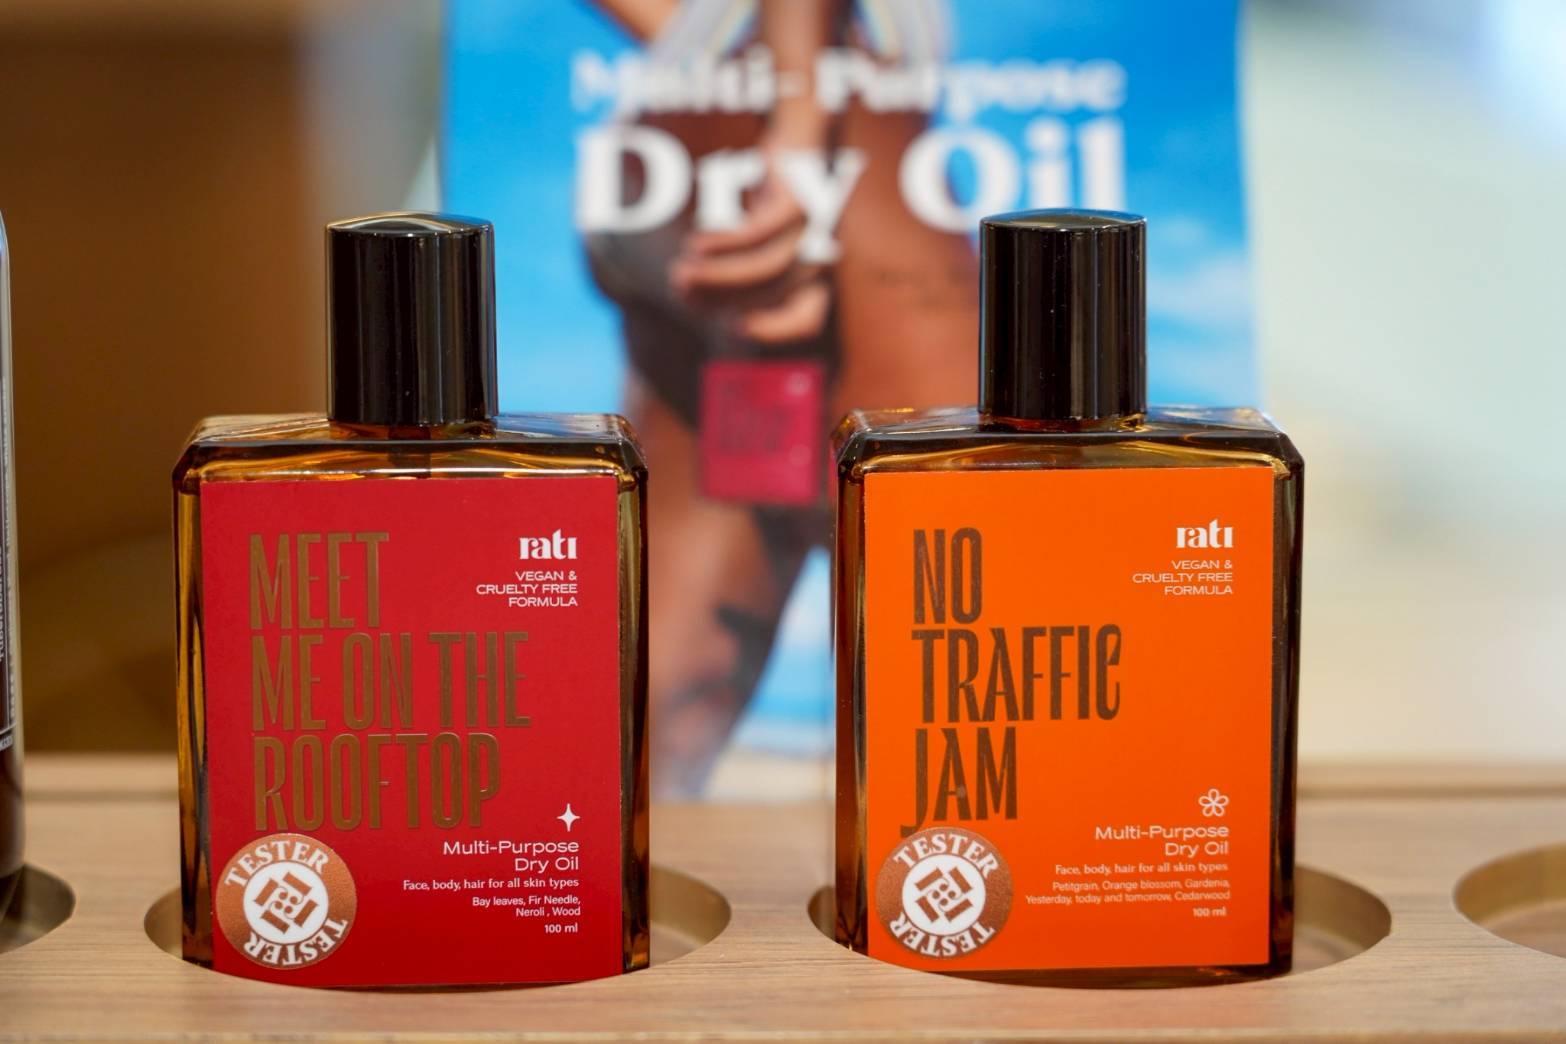 Multi-Purpose
Dry Oil
MEET
ME ON THE
ROOFTOP
rati
VEGAN &
CRUELTY FREE
FORMULA
Multi-Purpose
Dry Oil
Face, body, hair for all skin types
Bay leaves, Fir Needle,
Neroli , Wood
100 ml
TESTER
TESTER
NO
TRAFFIC
JAM
rati
VEGAN &
CRUELTY FREE
FORMULA
Multi-Purpose
Dry Oil
Face, body, hair for all skin types
Petitgrain, Orange blossom, Gardenia,
Yesterday, today and tomorrow, Cedarwood
100 ml
TESTER
TESTER